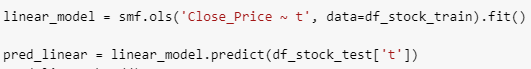 linear_model = smf.ols('Close_Price ~ t', data=df_stock_train).fit()
pred_linear = linear_model.predict(df_stock_test['t'])